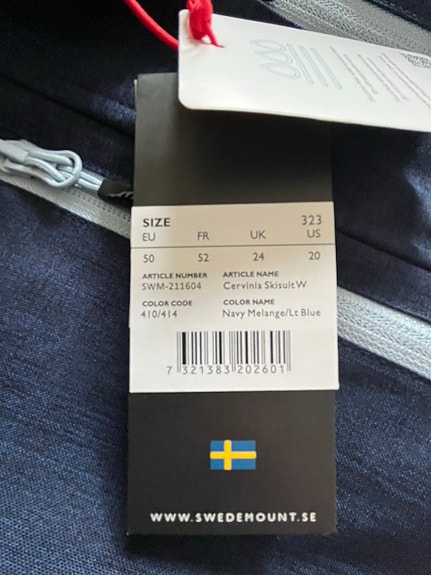 SIZE 323
EU FR UK US
50 52 24 20
ARTICLE NUMBER ARTICLE NAME
SWM-211604 Cervinia Skisuit W
COLOR CODE COLOR NAME
410/414 Navy Melange/Lt Blue
7 321383 202601
WWW.SWEDEMOUNT.SE